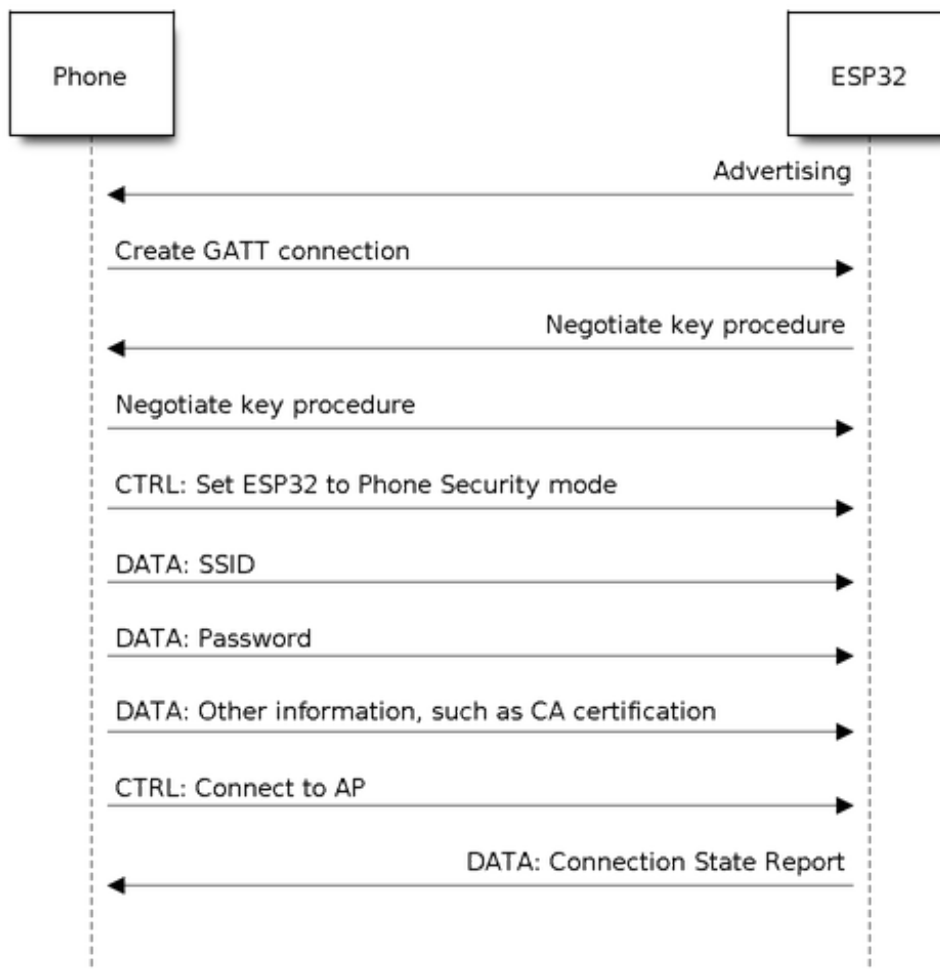 Phone
ESP32
Advertising
Create GATT connection
Negotiate key procedure
Negotiate key procedure
CTRL: Set ESP32 to Phone Security mode
DATA: SSID
DATA: Password
DATA: Other information, such as CA certification
CTRL: Connect to AP
DATA: Connection State Report